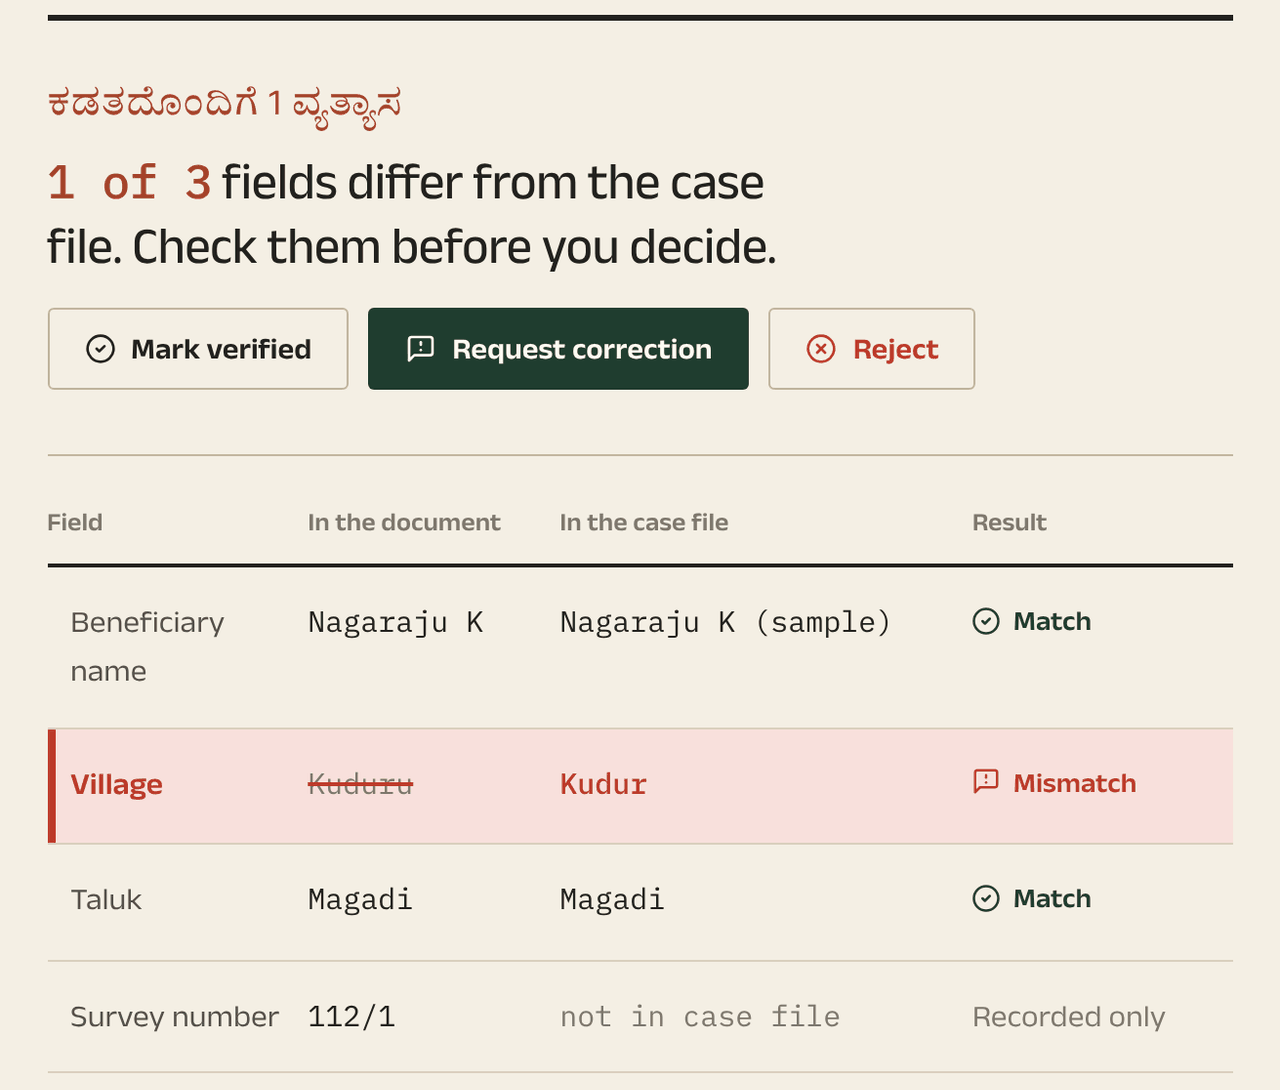 ಕಡತದೊಂದಿಗೆ 1 ವ್ಯತ್ಯಾಸ
1 of 3 fields differ from the case
file. Check them before you decide.
Mark verified
Request correction
Reject
Field In the document In the case file Result
Beneficiary name Nagaraju K Nagaraju K (sample) Match
Village Kuduru Kudur Mismatch
Taluk Magadi Magadi Match
Survey number 112/1 not in case file Recorded only